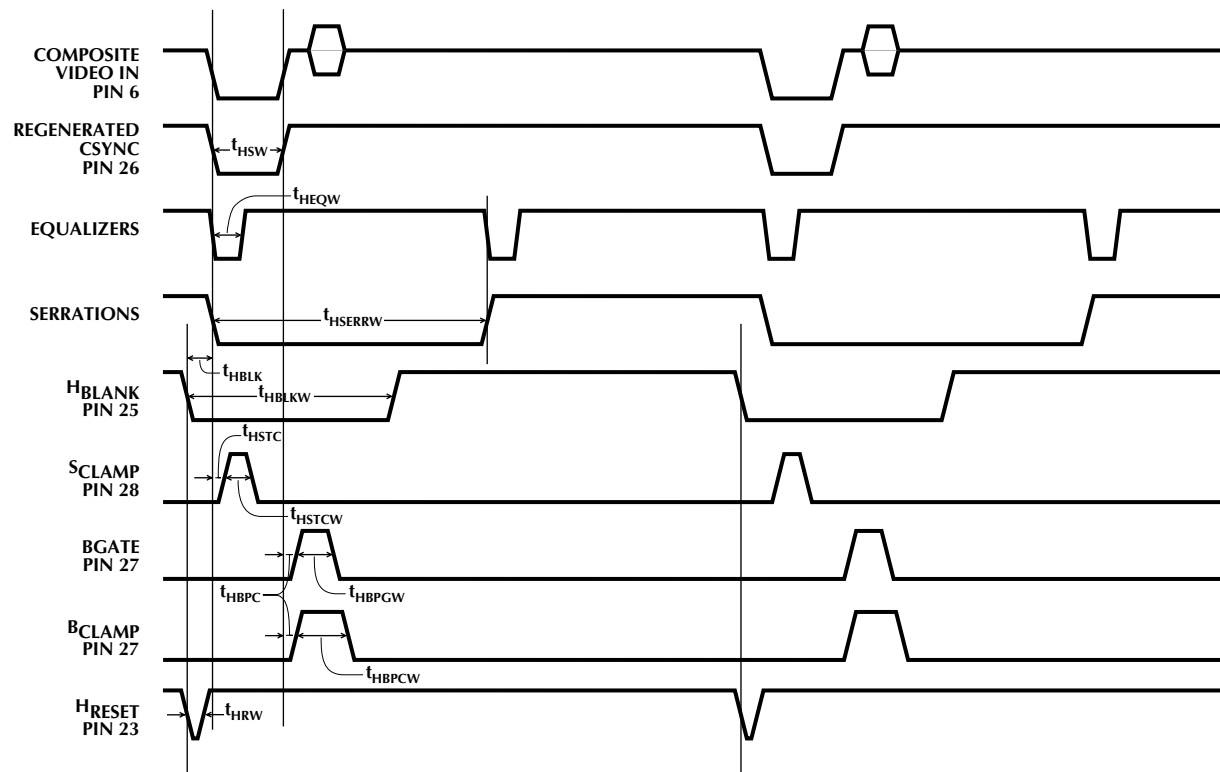 COMPOSITE
VIDEO IN
PIN 6
REGENERATED
CSYNC
PIN 26
tHSW
tHEQW
EQUALIZERS
SERRATIONS
tHSERRW
tHBLK
HBLANK
PIN 25
tHBLKW
tHSTC
SCLAMP
PIN 28
tHSTCW
BGATE
PIN 27
tHBPC
tHBPGW
BCLAMP
PIN 27
tHBPCW
HRESET
PIN 23
tHRW